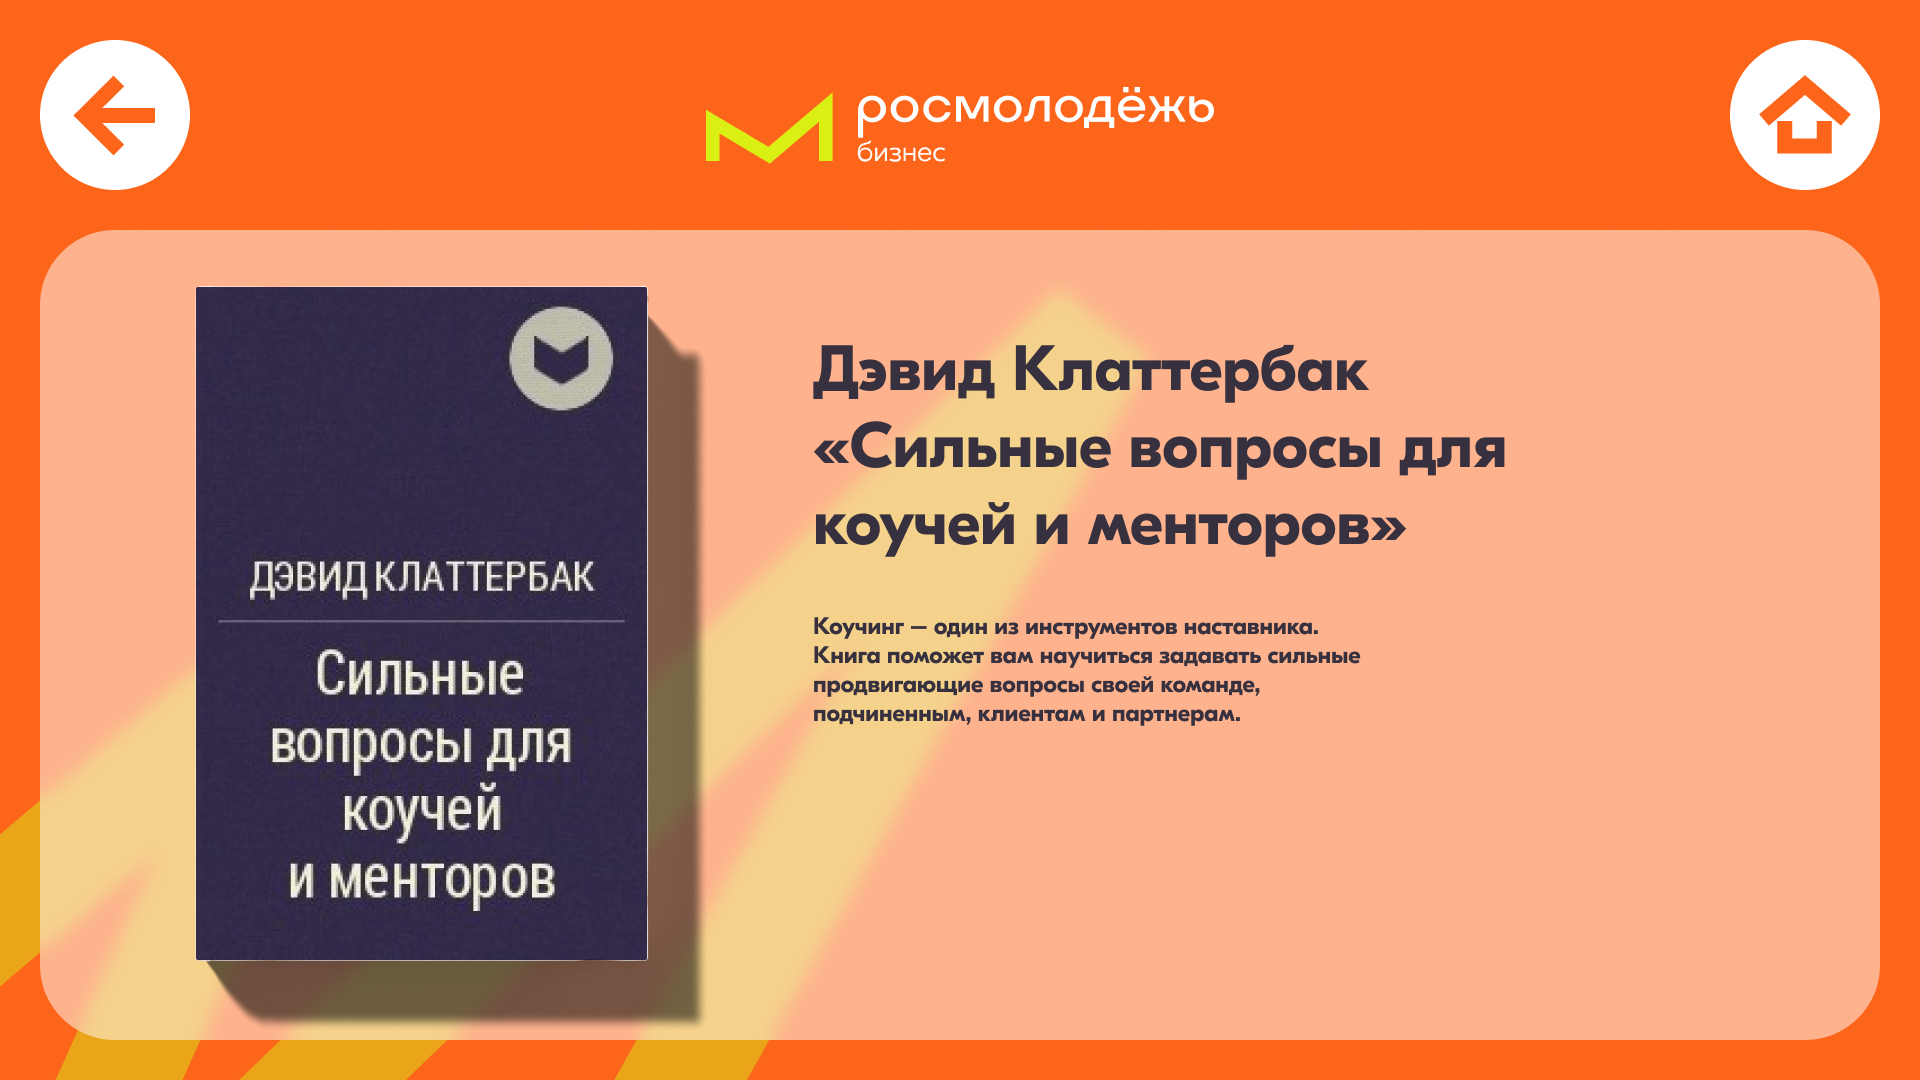 росмолодёжь
бизнес
ДЭВИД КЛАТТЕРБАК
Сильные
вопросы для
коучей
и менторов
Дэвид Клаттербак
«Сильные вопросы для
коучей и менторов»
Коучинг – один из инструментов наставника.
Книга поможет вам научиться задавать сильные
продвигающие вопросы своей команде,
подчиненным, клиентам и партнерам.